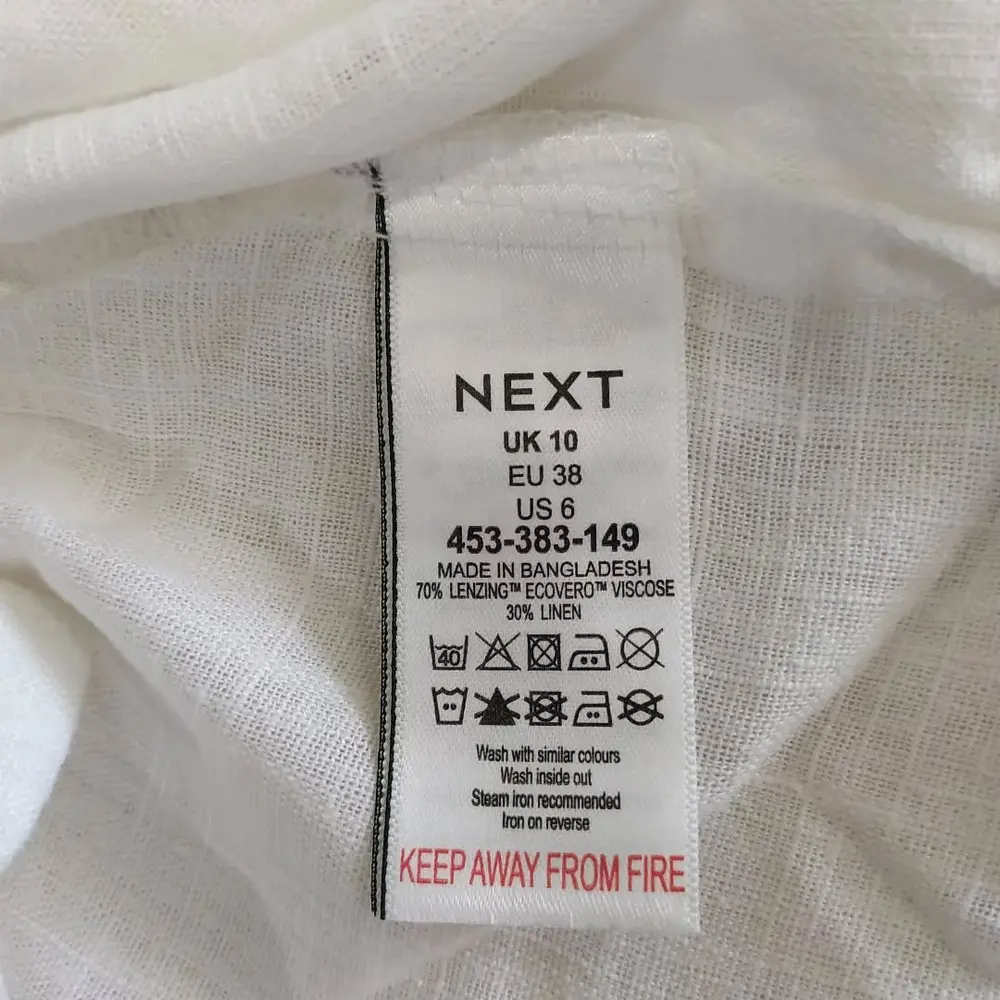 NEXT
UK 10
EU 38
US 6
453-383-149
MADE IN BANGLADESH
70% LENZING™ ECOVERO™ VISCOSE
30% LINEN
40
Wash with similar colours
Wash inside out
Steam iron recommended
Iron on reverse
KEEP AWAY FROM FIRE